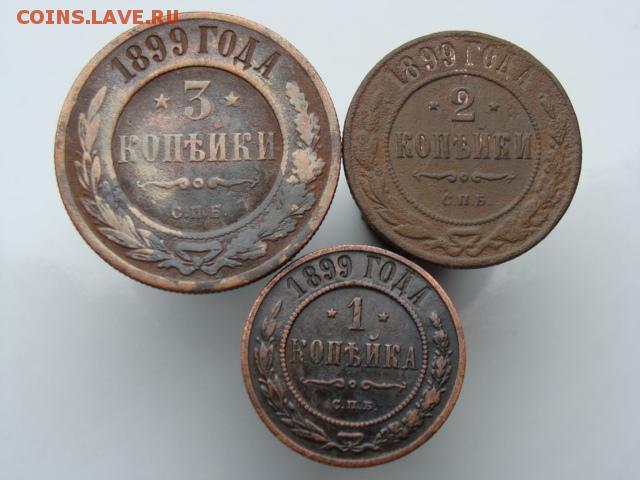 COINS.LAVE.RU
1899 ГОДА
3
КОПѢЙКИ
С.П.Б.
1899 ГОДА
2
КОПѢЙКИ
С.П.Б.
1899 ГОДА
1
КОПѢЙКА
С.П.Б.